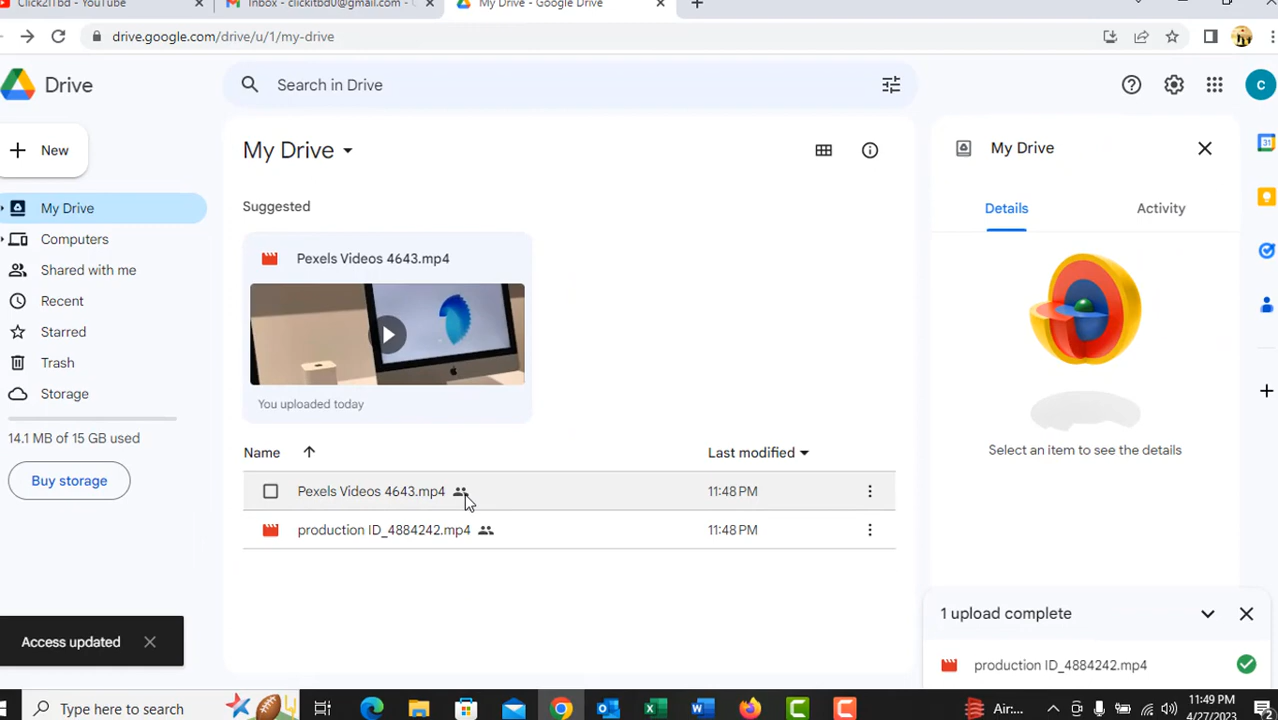 Click2ITbd - YouTube
Inbox - clickitbd0@gmail.com -
My Drive - Google Drive
drive.google.com/drive/u/1/my-drive
Drive
Search in Drive
c
New
My Drive
My Drive
My Drive
Details
Activity
Computers
Shared with me
Recent
Starred
Trash
Storage
14.1 MB of 15 GB used
Buy storage
Suggested
Pexels Videos 4643.mp4
You uploaded today
Name
Last modified
Pexels Videos 4643.mp4
11:48 PM
production ID_4884242.mp4
11:48 PM
Select an item to see the details
31
1 upload complete
production ID_4884242.mp4
Access updated
Type here to search
Air:...
11:49 PM
4/27/2023